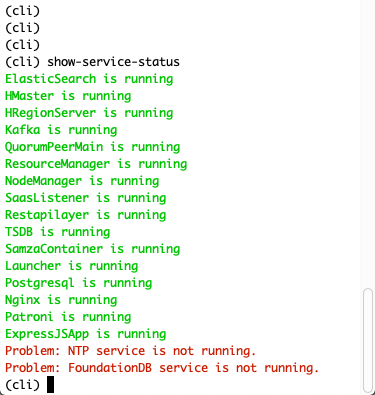 (cli)
(cli)
(cli)
(cli) show-service-status
ElasticSearch is running
HMaster is running
HRegionServer is running
Kafka is running
QuorumPeerMain is running
ResourceManager is running
NodeManager is running
SaasListener is running
Restapilayer is running
TSDB is running
SamzaContainer is running
Launcher is running
Postgresql is running
Nginx is running
Patroni is running
ExpressJSApp is running
Problem: NTP service is not running.
Problem: FoundationDB service is not running.
(cli)